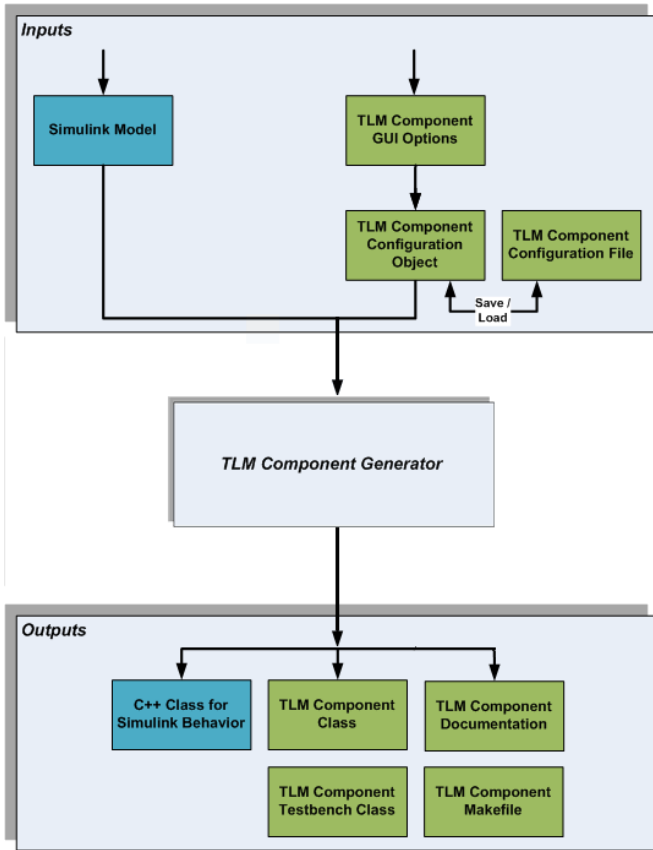 Inputs
Simulink Model
TLM Component
GUI Options
TLM Component
Configuration
Object
TLM Component
Configuration File
Save /
Load
TLM Component Generator
Outputs
C++ Class for
Simulink Behavior
TLM Component
Class
TLM Component
Documentation
TLM Component
Testbench Class
TLM Component
Makefile